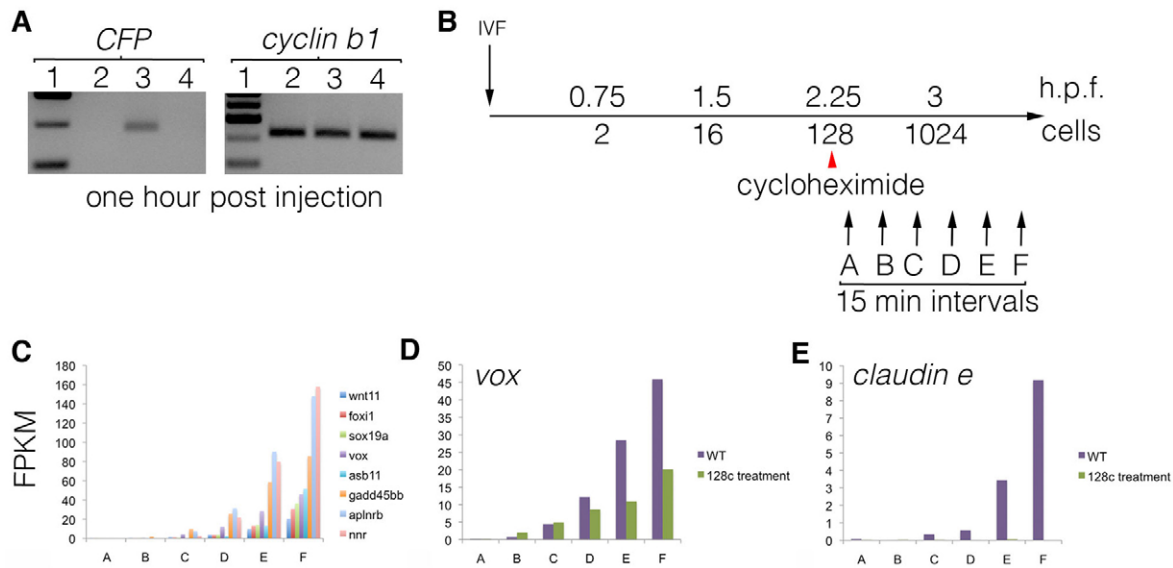 A
CFP
cyclin b1
1 2 3 4
1 2 3 4
one hour post injection
B
IVF
0.75 1.5 2.25 3 h.p.f.
2 16 128 1024 cells
cycloheximide
A B C D E F
15 min intervals
C
FPKM
180
160
140
120
100
80
60
40
20
0
A B C D E F
wnt11
foxi1
sox19a
vox
asb11
gadd45bb
aplnrb
nnr
D
vox
50
45
40
35
30
25
20
15
10
5
0
A B C D E F
WT
128c treatment
E
claudin e
10
9
8
7
6
5
4
3
2
1
0
A B C D E F
WT
128c treatment